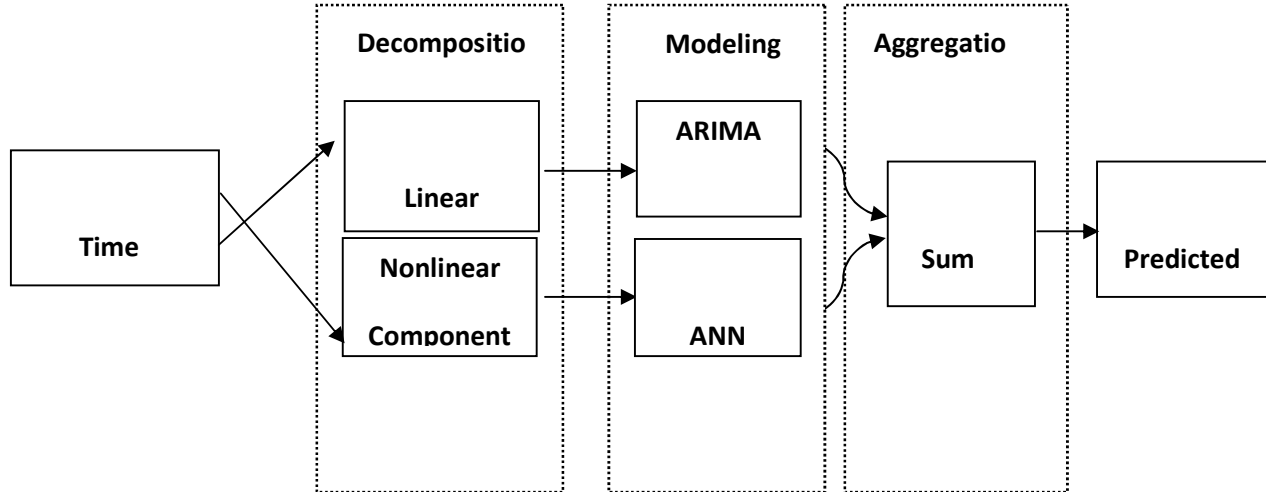 Decompositio
Modeling
Aggregatio
Time
Linear
Nonlinear
Component
ARIMA
ANN
Sum
Predicted